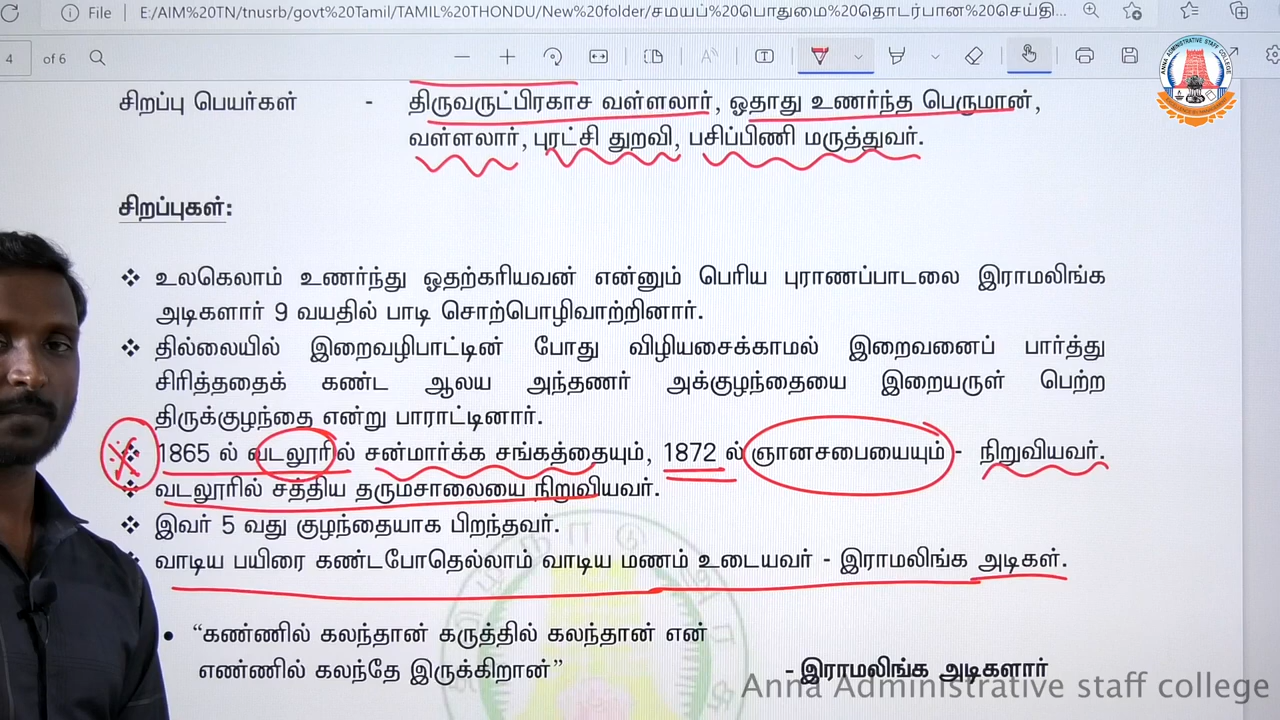 File | E:/AIM%20TN/tnusrb/govt%20Tamil/TAMIL%20THONDU/New%20folder/சமயப்%20பொதுமை%20தொடர்பான%20செய்தி...
4 of 6
ANNA ADMINISTRATIVE STAFF COLLEGE
சிறப்பு பெயர்கள் - திருவருட்பிரகாச வள்ளலார், ஓதாது உணர்ந்த பெருமான்,
வள்ளலார், புரட்சி துறவி, பசிப்பிணி மருத்துவர்.
சிறப்புகள்:
❖ உலகெலாம் உணர்ந்து ஓதற்கரியவன் என்னும் பெரிய புராணப்பாடலை இராமலிங்க
அடிகளார் 9 வயதில் பாடி சொற்பொழிவாற்றினார்.
❖ தில்லையில் இறைவழிபாட்டின் போது விழியசைக்காமல் இறைவனைப் பார்த்து
சிரித்ததைக் கண்ட ஆலய அந்தணர் அக்குழந்தையை இறையருள் பெற்ற
திருக்குழந்தை என்று பாராட்டினார்.
❖ 1865 ல் வடலூரில் சன்மார்க்க சங்கத்தையும், 1872 ல் ஞானசபையையும் - நிறுவியவர்.
❖ வடலூரில் சத்திய தருமசாலையை நிறுவியவர்.
❖ இவர் 5 வது குழந்தையாக பிறந்தவர்.
❖ வாடிய பயிரை கண்டபோதெல்லாம் வாடிய மணம் உடையவர் - இராமலிங்க அடிகள்.
• “கண்ணில் கலந்தான் கருத்தில் கலந்தான் என்
எண்ணில் கலந்தே இருக்கிறான்” - இராமலிங்க அடிகளார்
Anna Administrative staff college